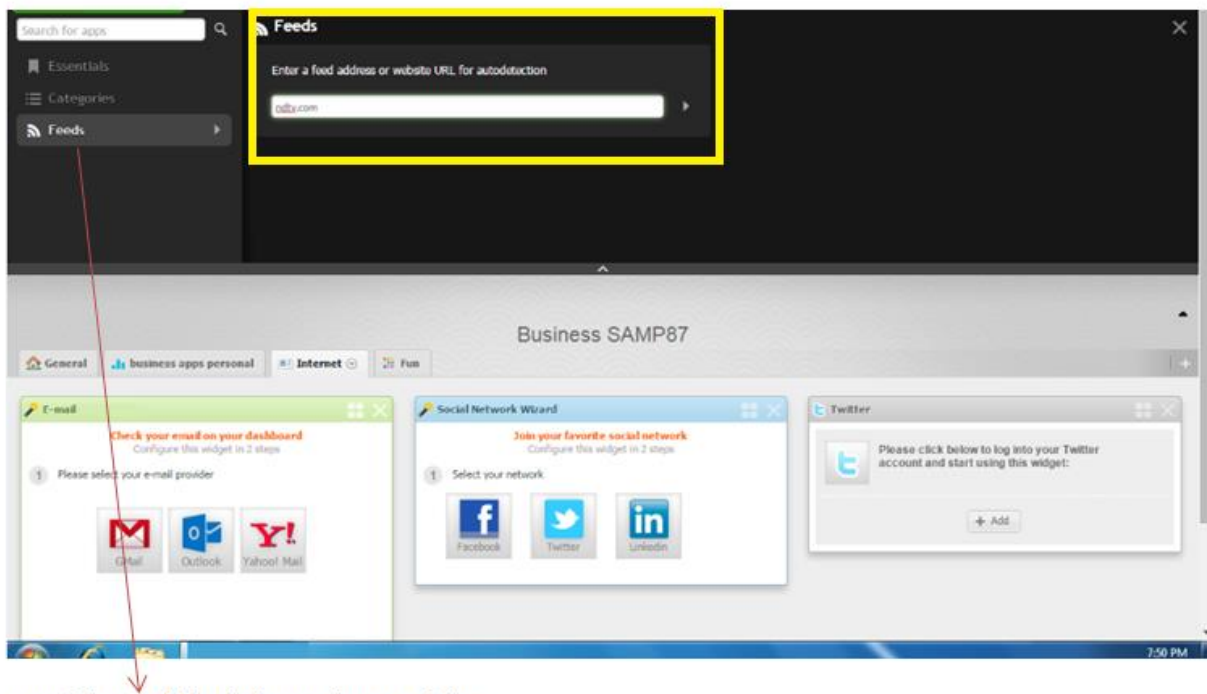 Search for apps
Feeds
Essentials
Enter a feed address or website URL for autodetection
Categories
ndtv.com
Feeds
Business SAMP87
General
business apps personal
Internet
Fun
E-mail
Check your email on your dashboard
Configure this widget in 2 steps
1 Please select your e-mail provider
GMail
Outlook
Yahoo! Mail
Social Network Wizard
Join your favorite social network
Configure this widget in 2 steps
1 Select your network
Facebook
Twitter
LinkedIn
Twitter
Please click below to log into your Twitter
account and start using this widget:
+ Add
7:50 PM